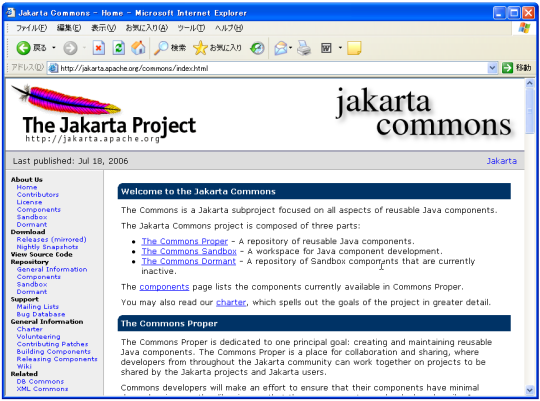 Jakarta Commons - Home - Microsoft Internet Explorer
ファイル(F) 編集(E) 表示(V) お気に入り(A) ツール(T) ヘルプ(H)
戻る 検索 お気に入り
アドレス(D) http://jakarta.apache.org/commons/index.html 移動
The Jakarta Project
http://jakarta.apache.org
jakarta
commons
Last published: Jul 18, 2006 Jakarta
About Us
Home
Contributors
License
Components
Sandbox
Dormant
Download
Releases (mirrored)
Nightly Snapshots
View Source Code
Repository
General Information
Components
Sandbox
Dormant
Support
Mailing Lists
Bug Database
General Information
Charter
Volunteering
Contributing Patches
Building Components
Releasing Components
Wiki
Related
DB Commons
XML Commons
Welcome to the Jakarta Commons
The Commons is a Jakarta subproject focused on all aspects of reusable Java components.
The Jakarta Commons project is composed of three parts:
• The Commons Proper - A repository of reusable Java components.
• The Commons Sandbox - A workspace for Java component development.
• The Commons Dormant - A repository of Sandbox components that are currently
inactive.
The components page lists the components currently available in Commons Proper.
You may also read our charter, which spells out the goals of the project in greater detail.
The Commons Proper
The Commons Proper is dedicated to one principal goal: creating and maintaining reusable
Java components. The Commons Proper is a place for collaboration and sharing, where
developers from throughout the Jakarta community can work together on projects to be
shared by the Jakarta projects and Jakarta users.
Commons developers will make an effort to ensure that their components have minimal